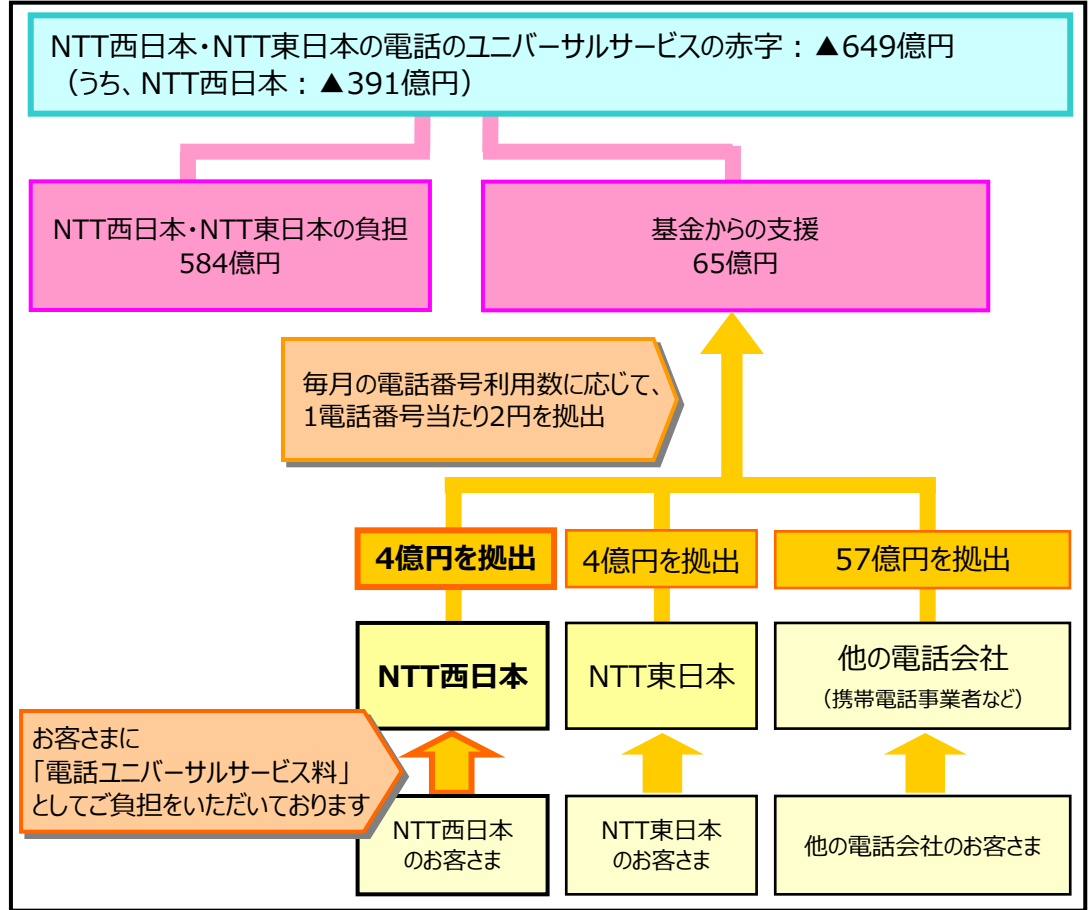 NTT西日本・NTT東日本の電話のユニバーサルサービスの赤字：▲649億円
（うち、NTT西日本：▲391億円）
NTT西日本・NTT東日本の負担
584億円
基金からの支援
65億円
毎月の電話番号利用数に応じて、
1電話番号当たり2円を拠出
4億円を拠出
4億円を拠出
57億円を拠出
NTT西日本
NTT東日本
他の電話会社
（携帯電話事業者など）
お客さまに
「電話ユニバーサルサービス料」
としてご負担をいただいております
NTT西日本
のお客さま
NTT東日本
のお客さま
他の電話会社のお客さま